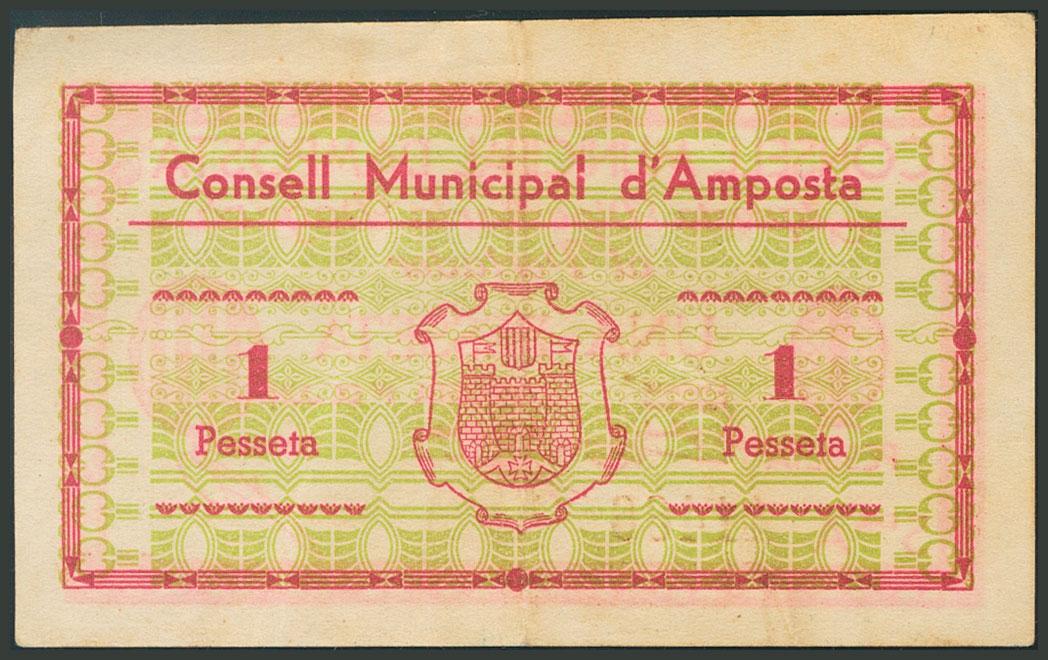 Consell Municipal d'Amposta
1 1
Pesseta Pesseta